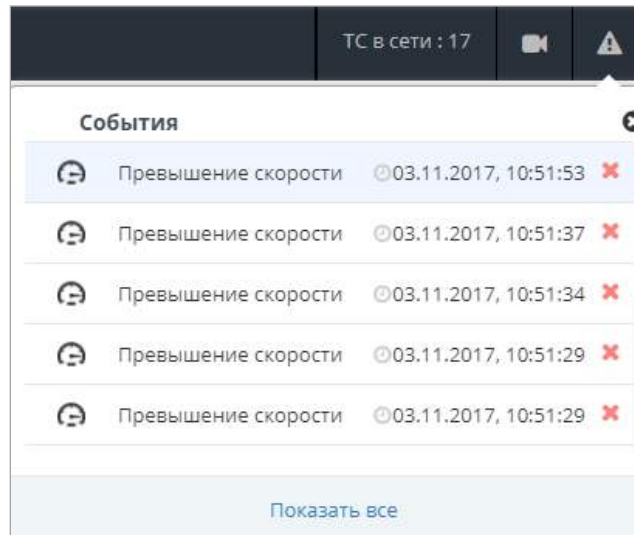 ТС в сети : 17
События
Превышение скорости 03.11.2017, 10:51:53
Превышение скорости 03.11.2017, 10:51:37
Превышение скорости 03.11.2017, 10:51:34
Превышение скорости 03.11.2017, 10:51:29
Превышение скорости 03.11.2017, 10:51:29
Показать все